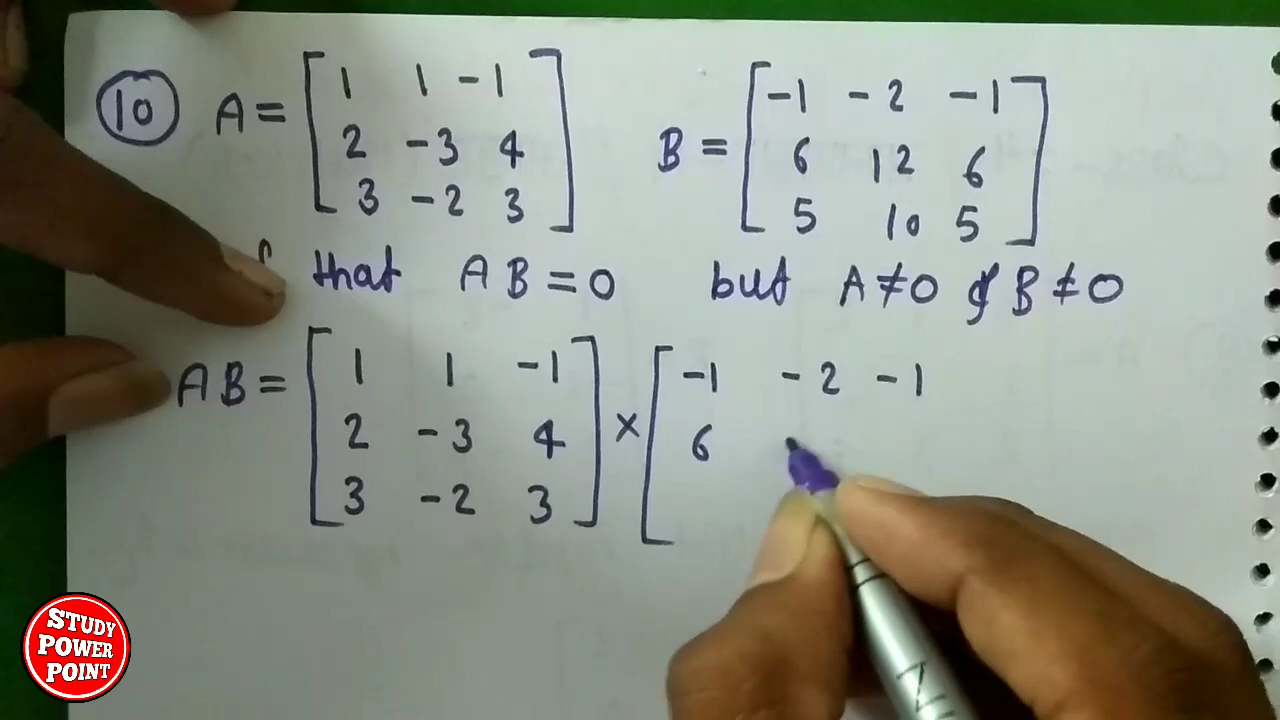 10 A = [ 1 1 -1 B = [ -1 -2 -1 ]
2 -3 4 ] 6 12 6
3 -2 3 5 10 5
that AB = 0 but A ≠ 0 & B ≠ 0
AB = [ 1 1 -1 ] × [ -1 -2 -1
2 -3 4 6
3 -2 3
STUDY
POWER
POINT